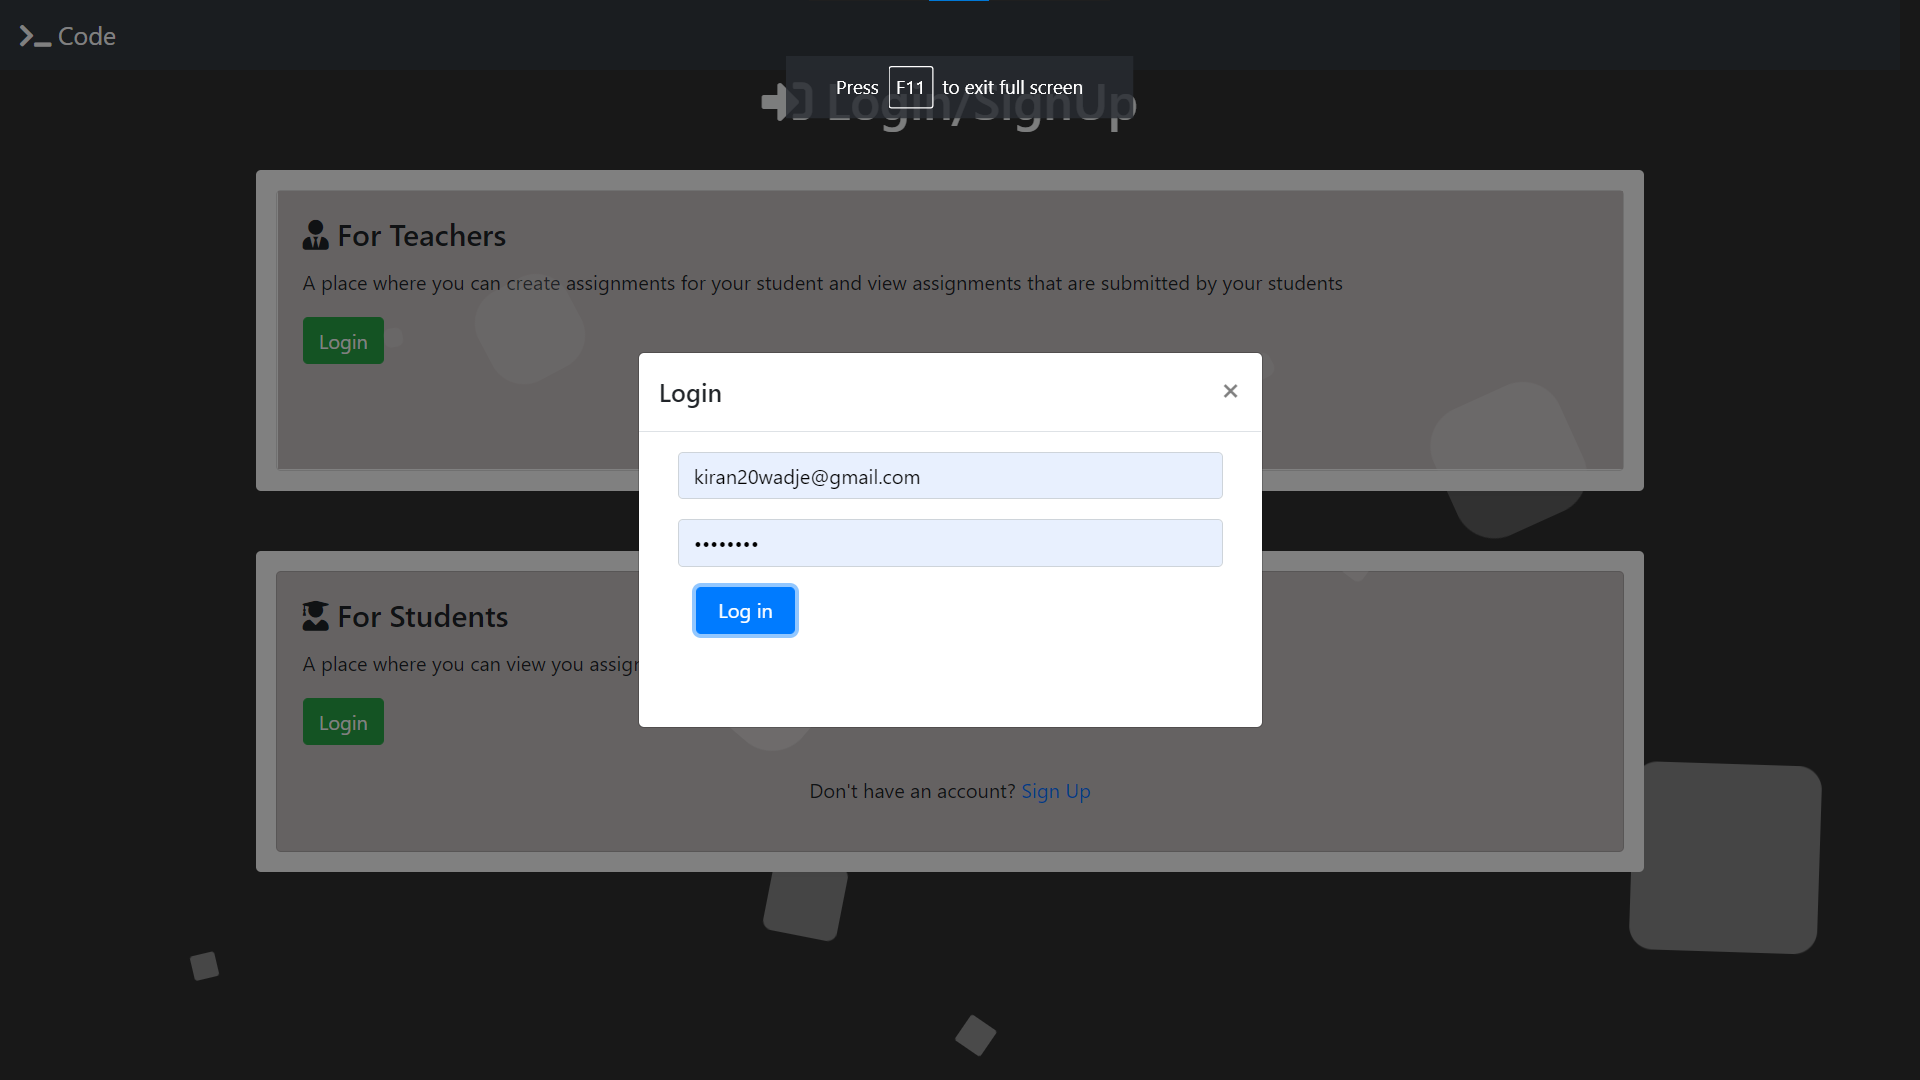 Code
Press F11 to exit full screen
Login/SignUp
For Teachers
A place where you can create assignments for your student and view assignments that are submitted by your students
Login
Login
×
kiran20wadje@gmail.com
••••••••
Log in
For Students
A place where you can view you assign
Login
Don't have an account? Sign Up